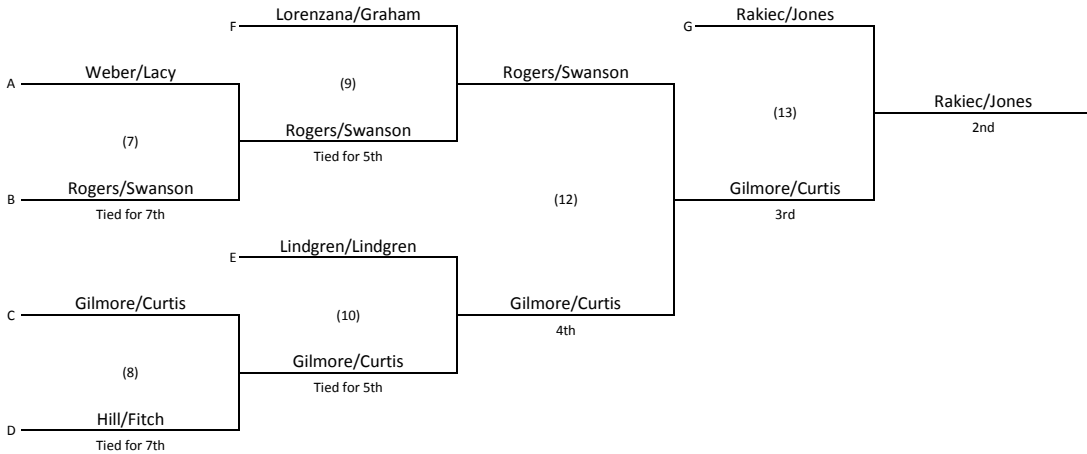 F Lorenzana/Graham
G Rakiec/Jones
A Weber/Lacy
(9)
Rogers/Swanson
(13)
Rakiec/Jones
2nd
(7)
Rogers/Swanson
Tied for 5th
B Rogers/Swanson
Tied for 7th
(12)
Gilmore/Curtis
3rd
E Lindgren/Lindgren
C Gilmore/Curtis
(10)
Gilmore/Curtis
4th
(8)
Gilmore/Curtis
Tied for 5th
D Hill/Fitch
Tied for 7th